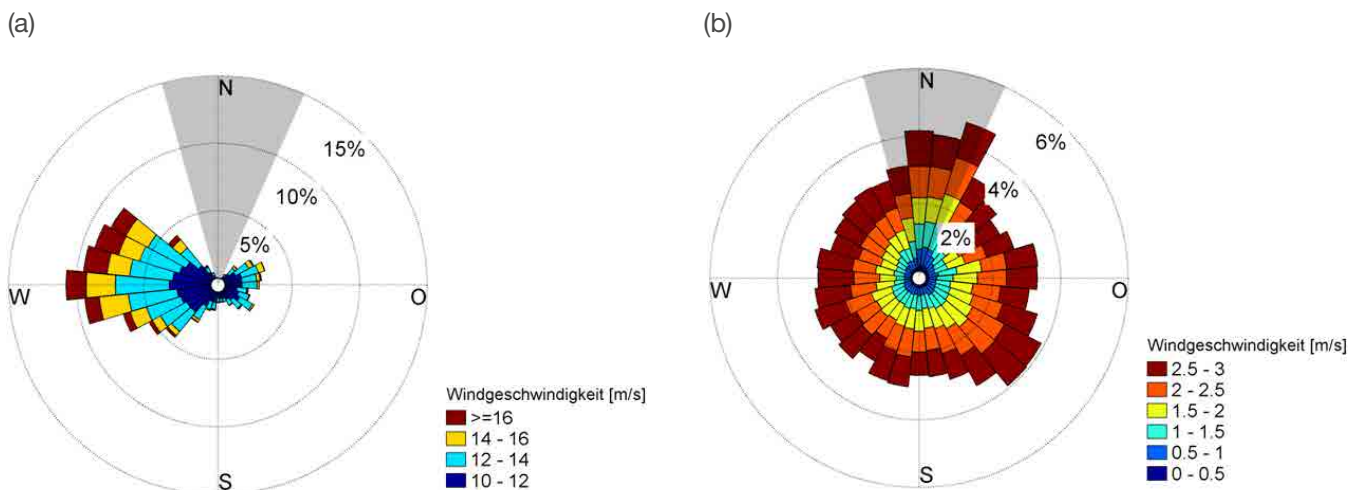 (a)
N
15%
10%
5%
W
O
S
Windgeschwindigkeit [m/s]
>=16
14 - 16
12 - 14
10 - 12
(b)
N
6%
4%
2%
W
O
S
Windgeschwindigkeit [m/s]
2.5 - 3
2 - 2.5
1.5 - 2
1 - 1.5
0.5 - 1
0 - 0.5